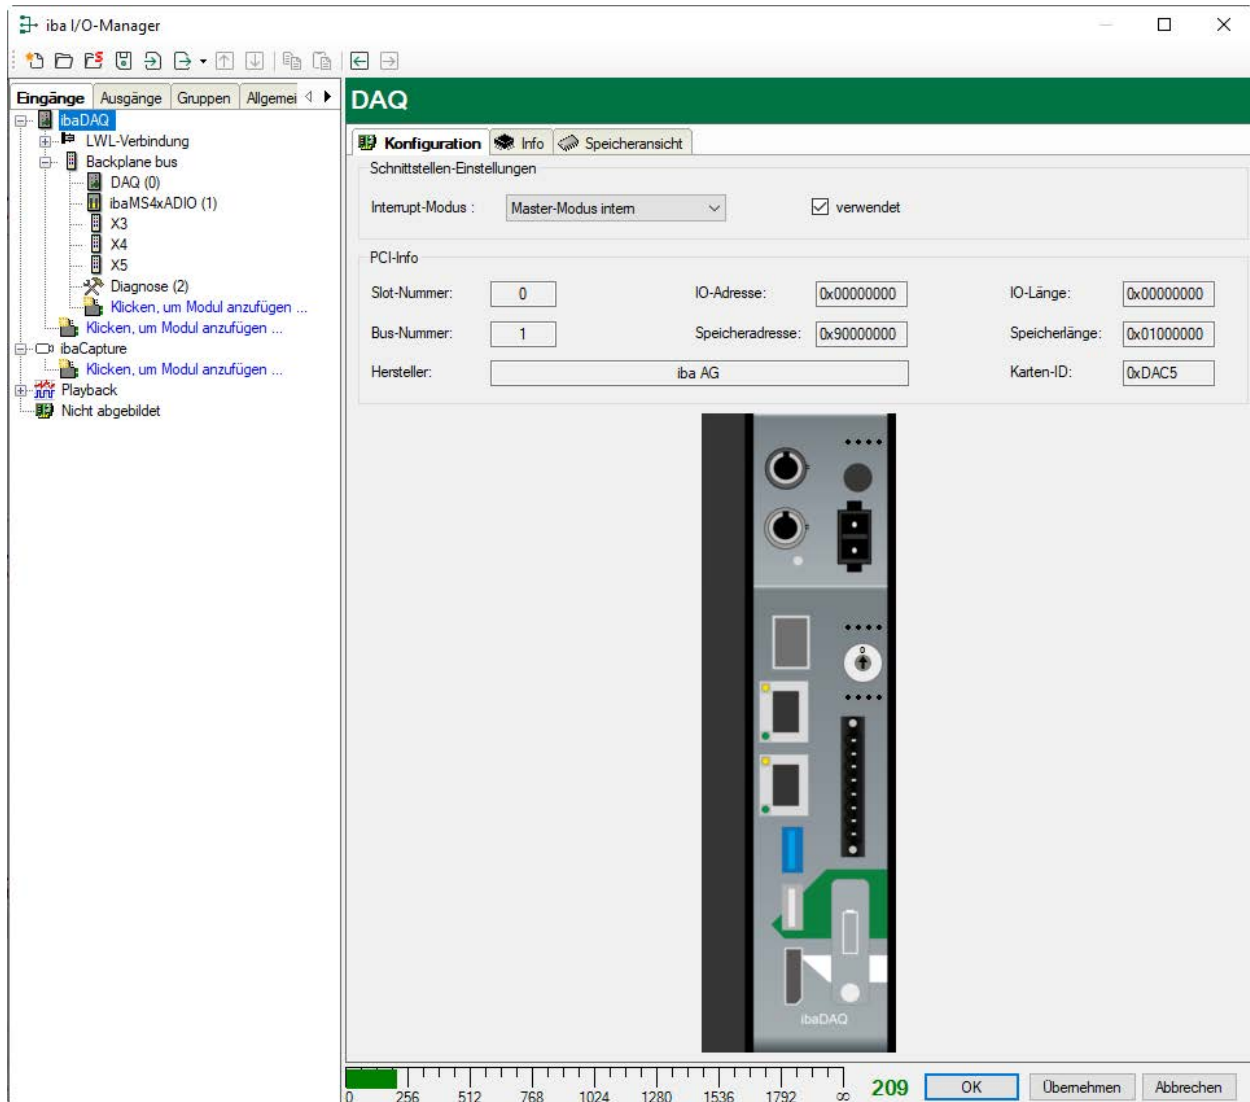 iba I/O-Manager
Eingänge Ausgänge Gruppen Allgemei
ibaDAQ
LWL-Verbindung
Backplane bus
DAQ (0)
ibaMS4xADIO (1)
X3
X4
X5
Diagnose (2)
Klicken, um Modul anzufügen ...
Klicken, um Modul anzufügen ...
ibaCapture
Klicken, um Modul anzufügen ...
Playback
Nicht abgebildet
DAQ
Konfiguration Info Speicheransicht
Schnittstellen-Einstellungen
Interrupt-Modus : Master-Modus intern verwendet
PCI-Info
Slot-Nummer: 0 IO-Adresse: 0x00000000 IO-Länge: 0x00000000
Bus-Nummer: 1 Speicheradresse: 0x90000000 Speicherlänge: 0x01000000
Hersteller: iba AG Karten-ID: 0xDAC5
0
ibaDAQ
0 256 512 768 1024 1280 1536 1792 ∞ 209 OK Übernehmen Abbrechen